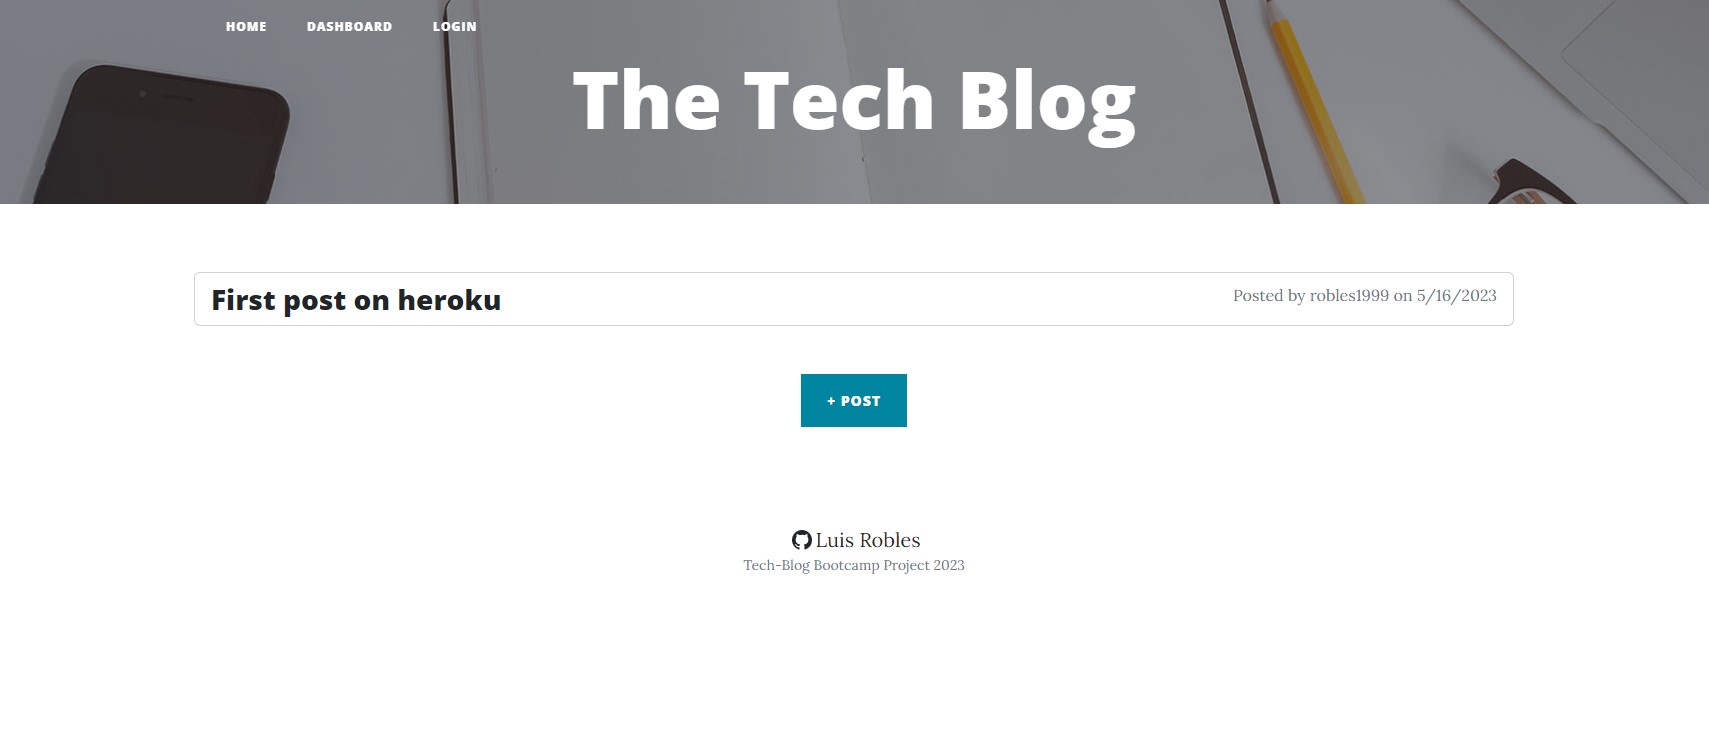 HOME DASHBOARD LOGIN
The Tech Blog
First post on heroku
Posted by robles1999 on 5/16/2023
+ POST
Luis Robles
Tech-Blog Bootcamp Project 2023